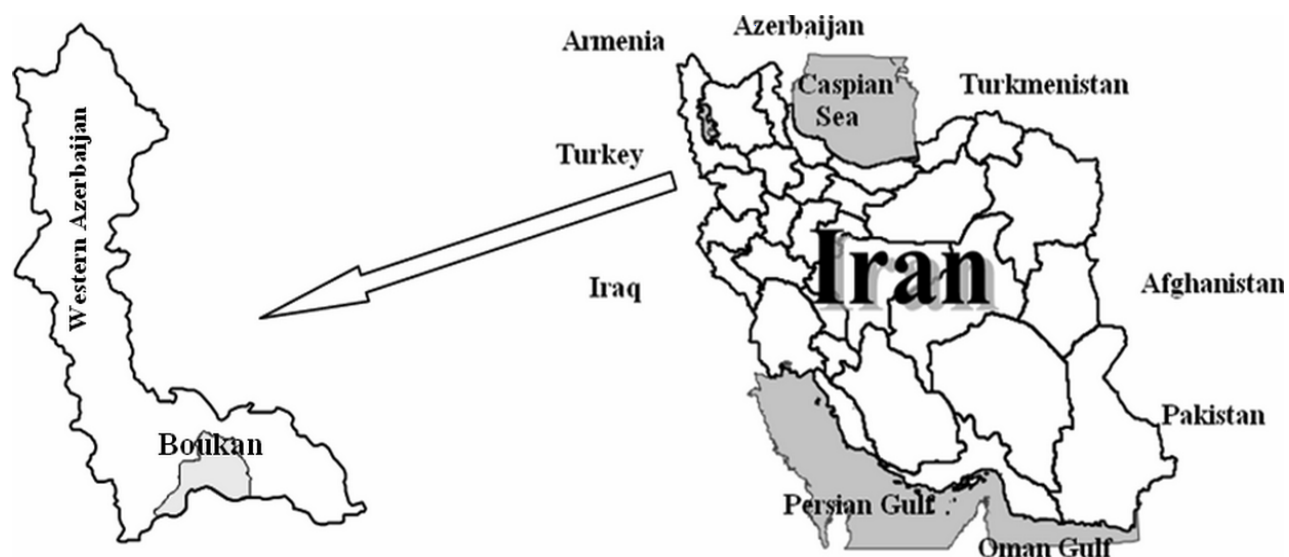 Azerbaijan
Armenia
Caspian
Sea
Turkmenistan
Turkey
Western Azerbaijan
Iran
Iraq
Afghanistan
Pakistan
Boukan
Persian Gulf
Oman Gulf